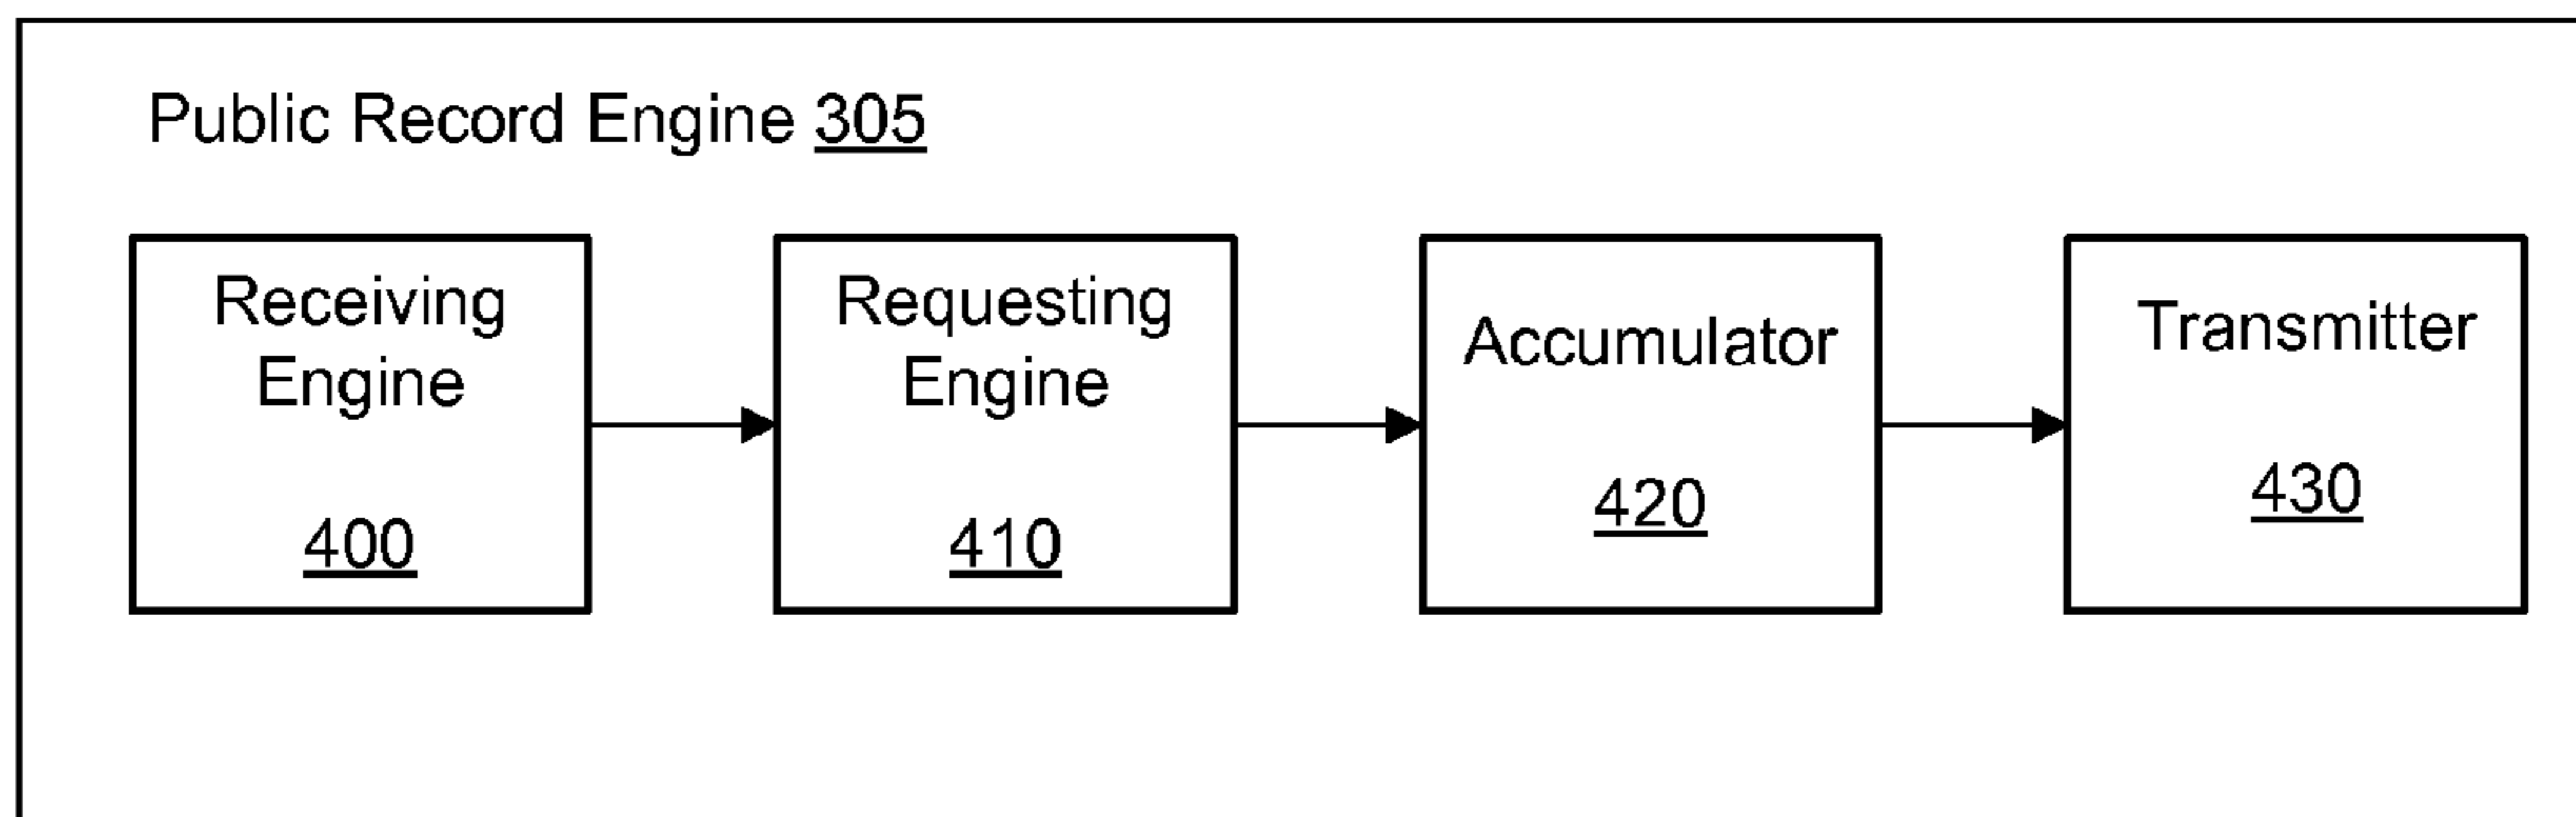 Public Record Engine 305
Receiving
Engine
400
Requesting
Engine
410
Accumulator
420
Transmitter
430